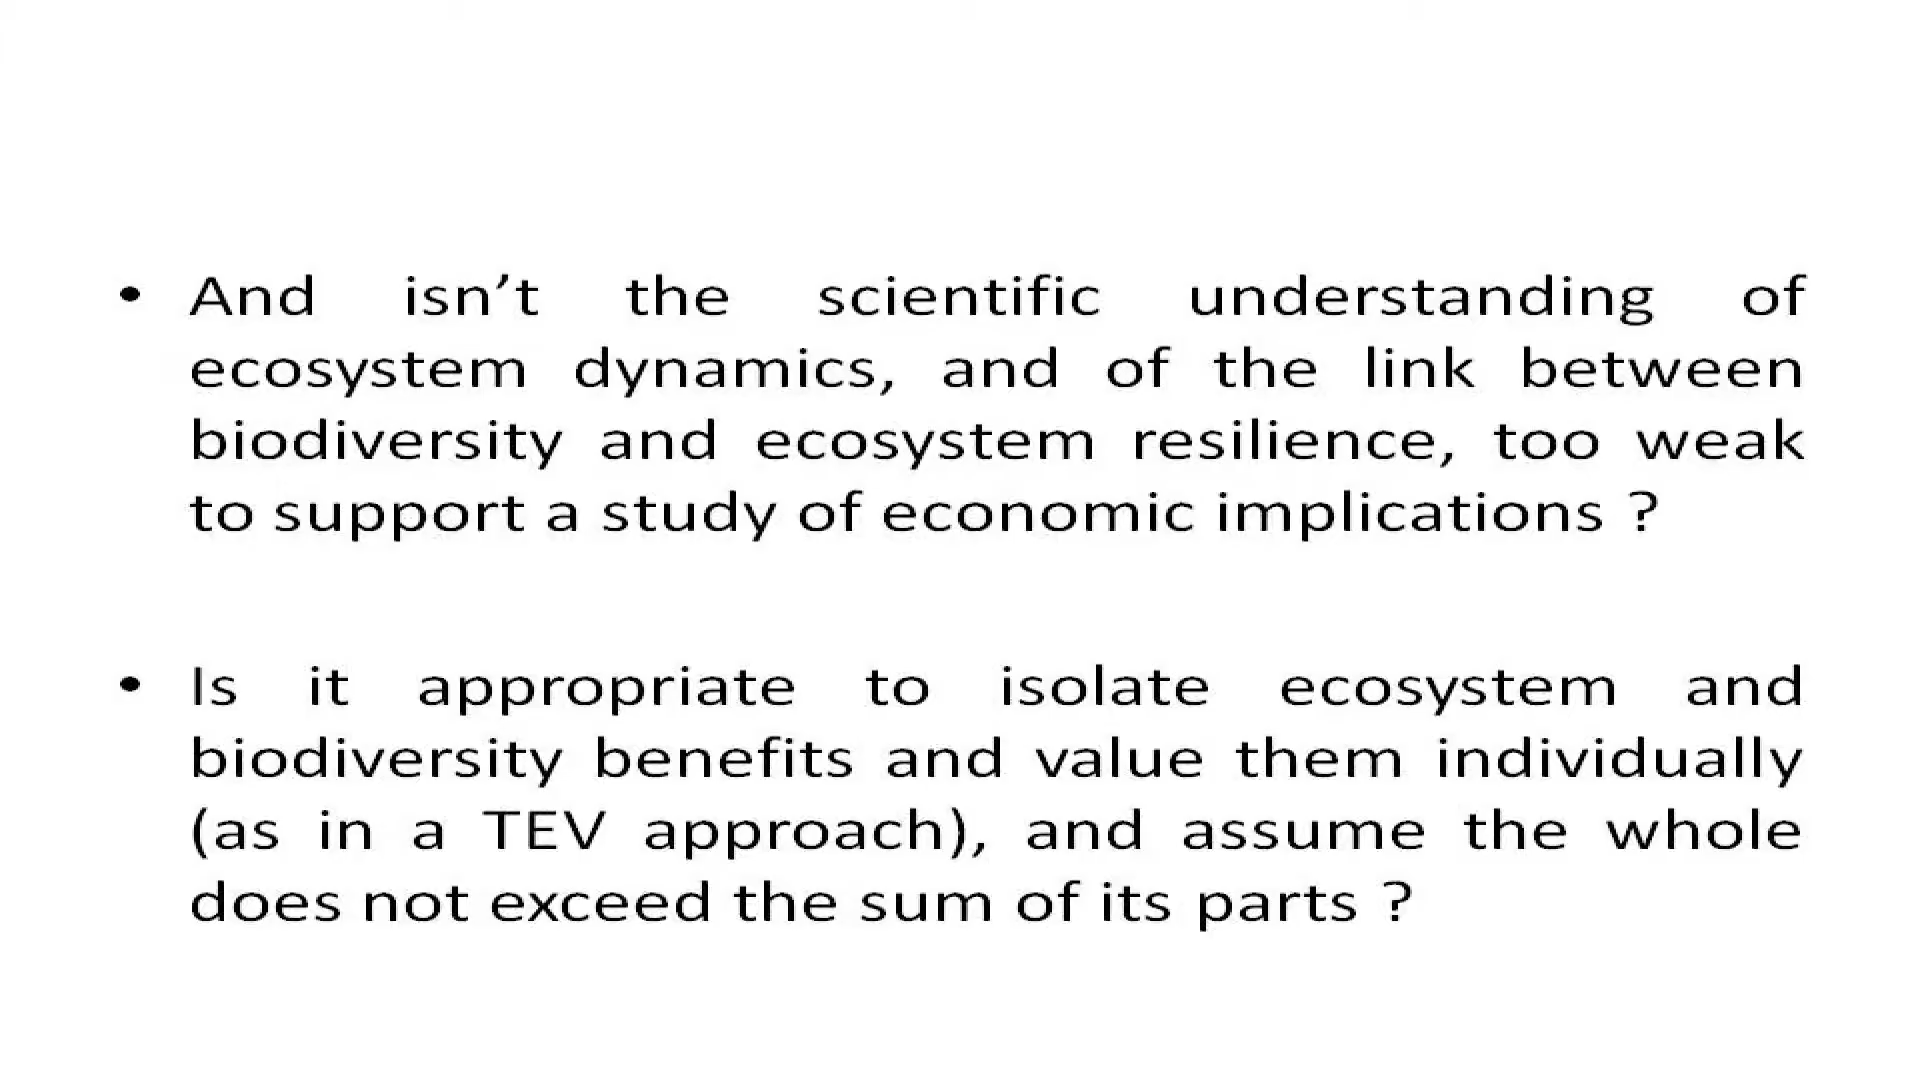 • And isn’t the scientific understanding of
ecosystem dynamics, and of the link between
biodiversity and ecosystem resilience, too weak
to support a study of economic implications ?
• Is it appropriate to isolate ecosystem and
biodiversity benefits and value them individually
(as in a TEV approach), and assume the whole
does not exceed the sum of its parts ?